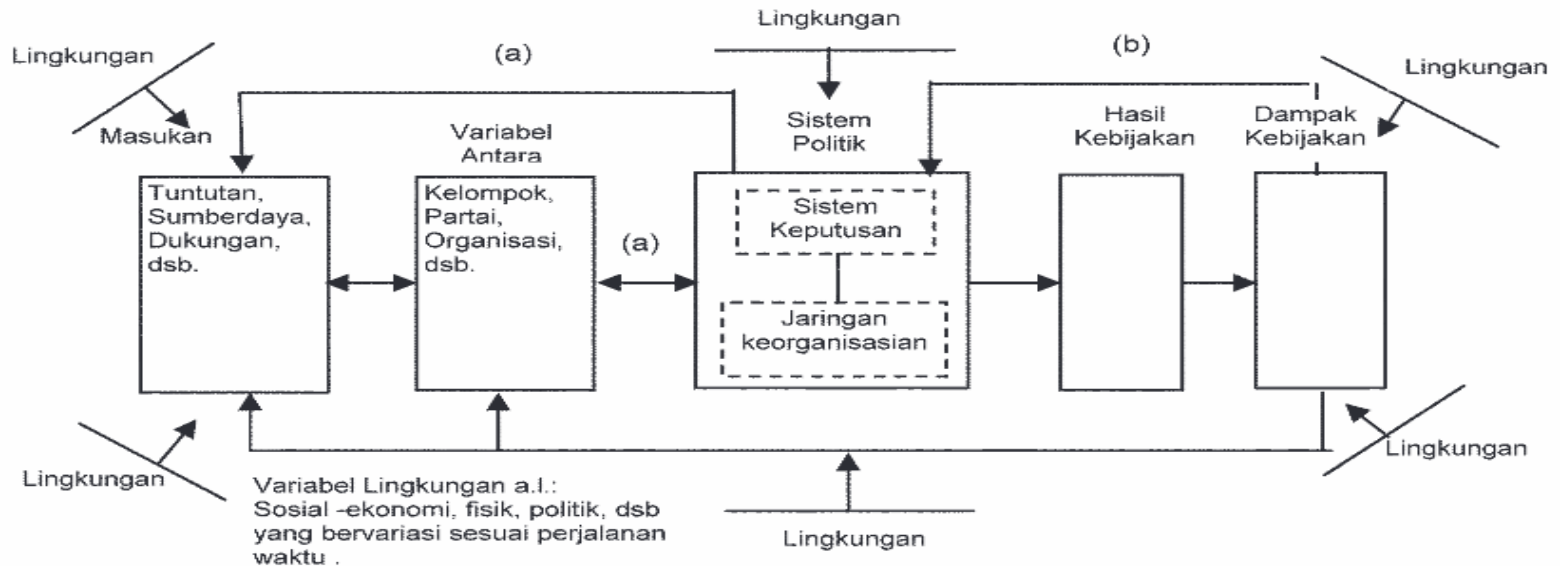 Lingkungan
(a)
(b)
Lingkungan
Lingkungan
Masukan
Variabel
Antara
Sistem
Politik
Hasil
Kebijakan
Dampak
Kebijakan
Tuntutan,
Sumberdaya,
Dukungan,
dsb.
Kelompok,
Partai,
Organisasi,
dsb.
(a)
Sistem
Keputusan
Jaringan
keorganisasian
Lingkungan
Variabel Lingkungan a.l.:
Sosial -ekonomi, fisik, politik, dsb
yang bervariasi sesuai perjalanan
waktu .
Lingkungan
Lingkungan